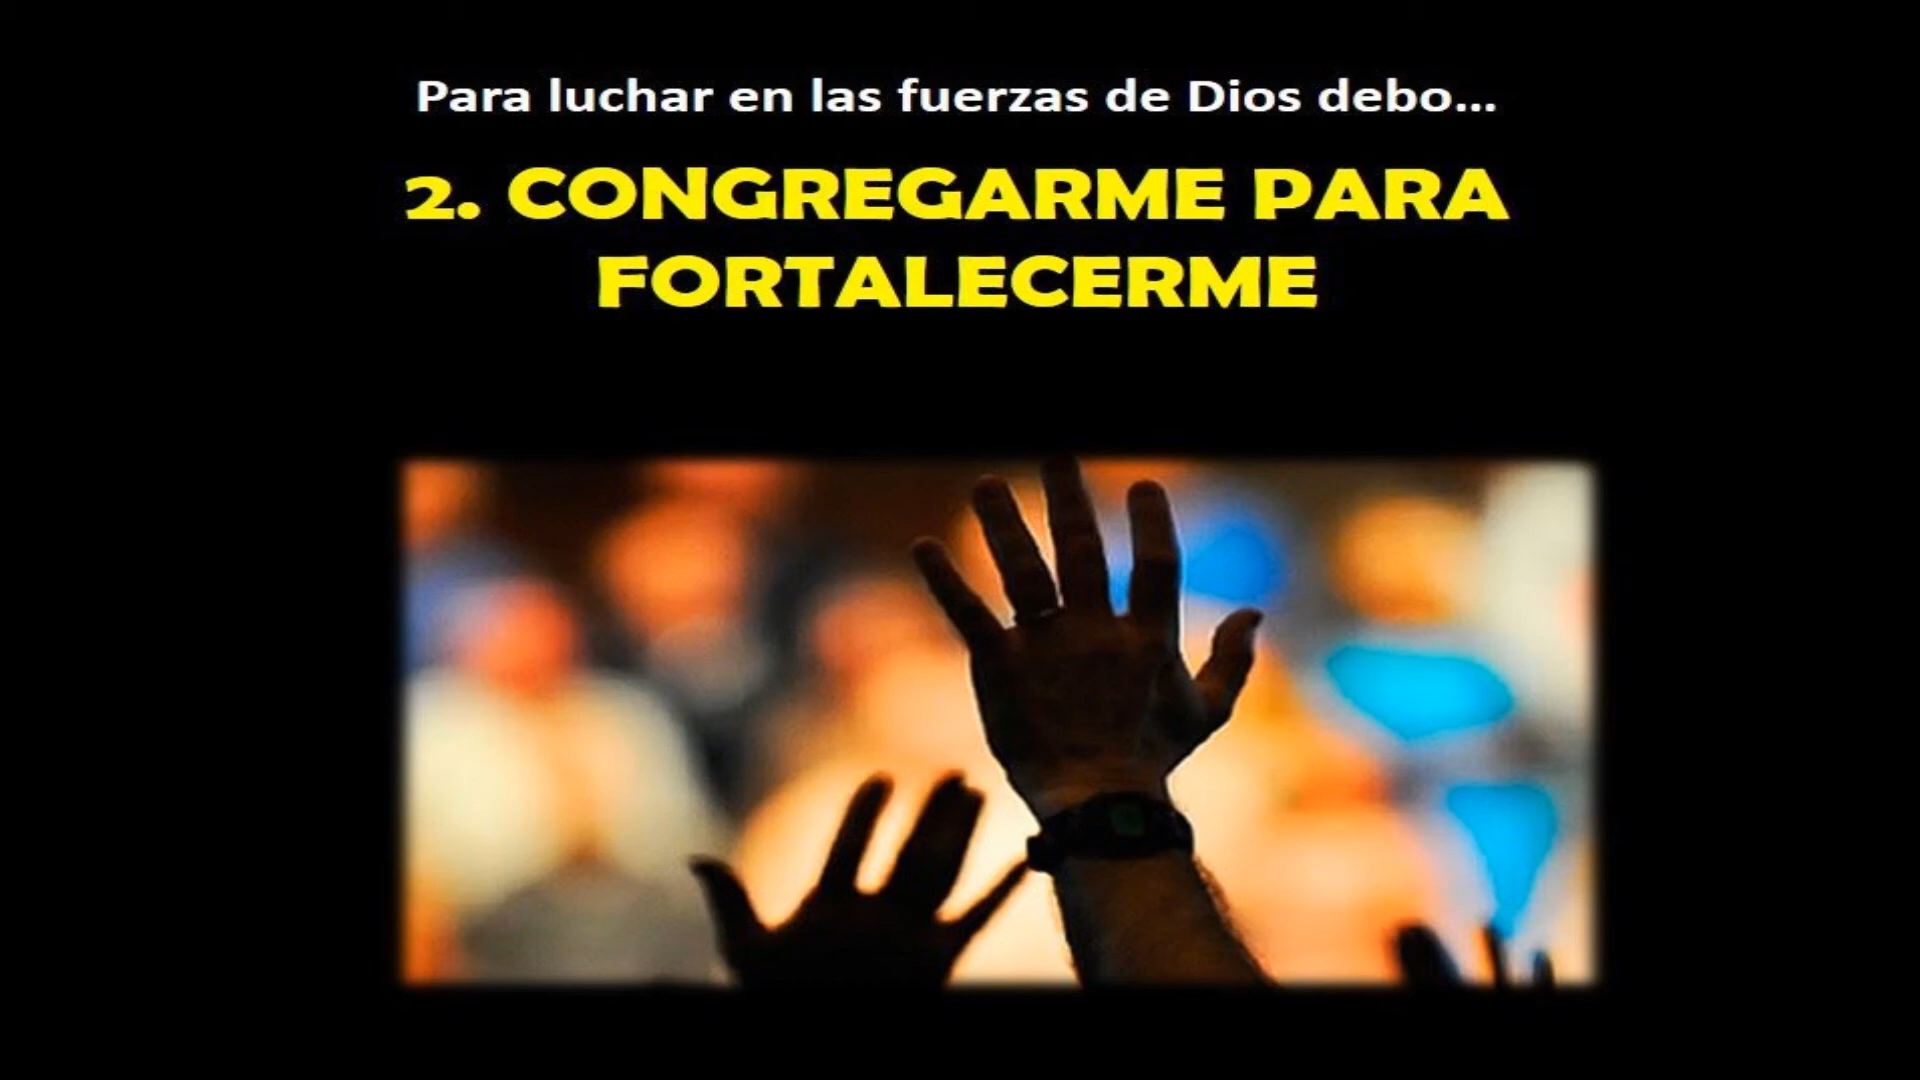 Para luchar en las fuerzas de Dios debo...
2. CONGREGARME PARA
FORTALECERME